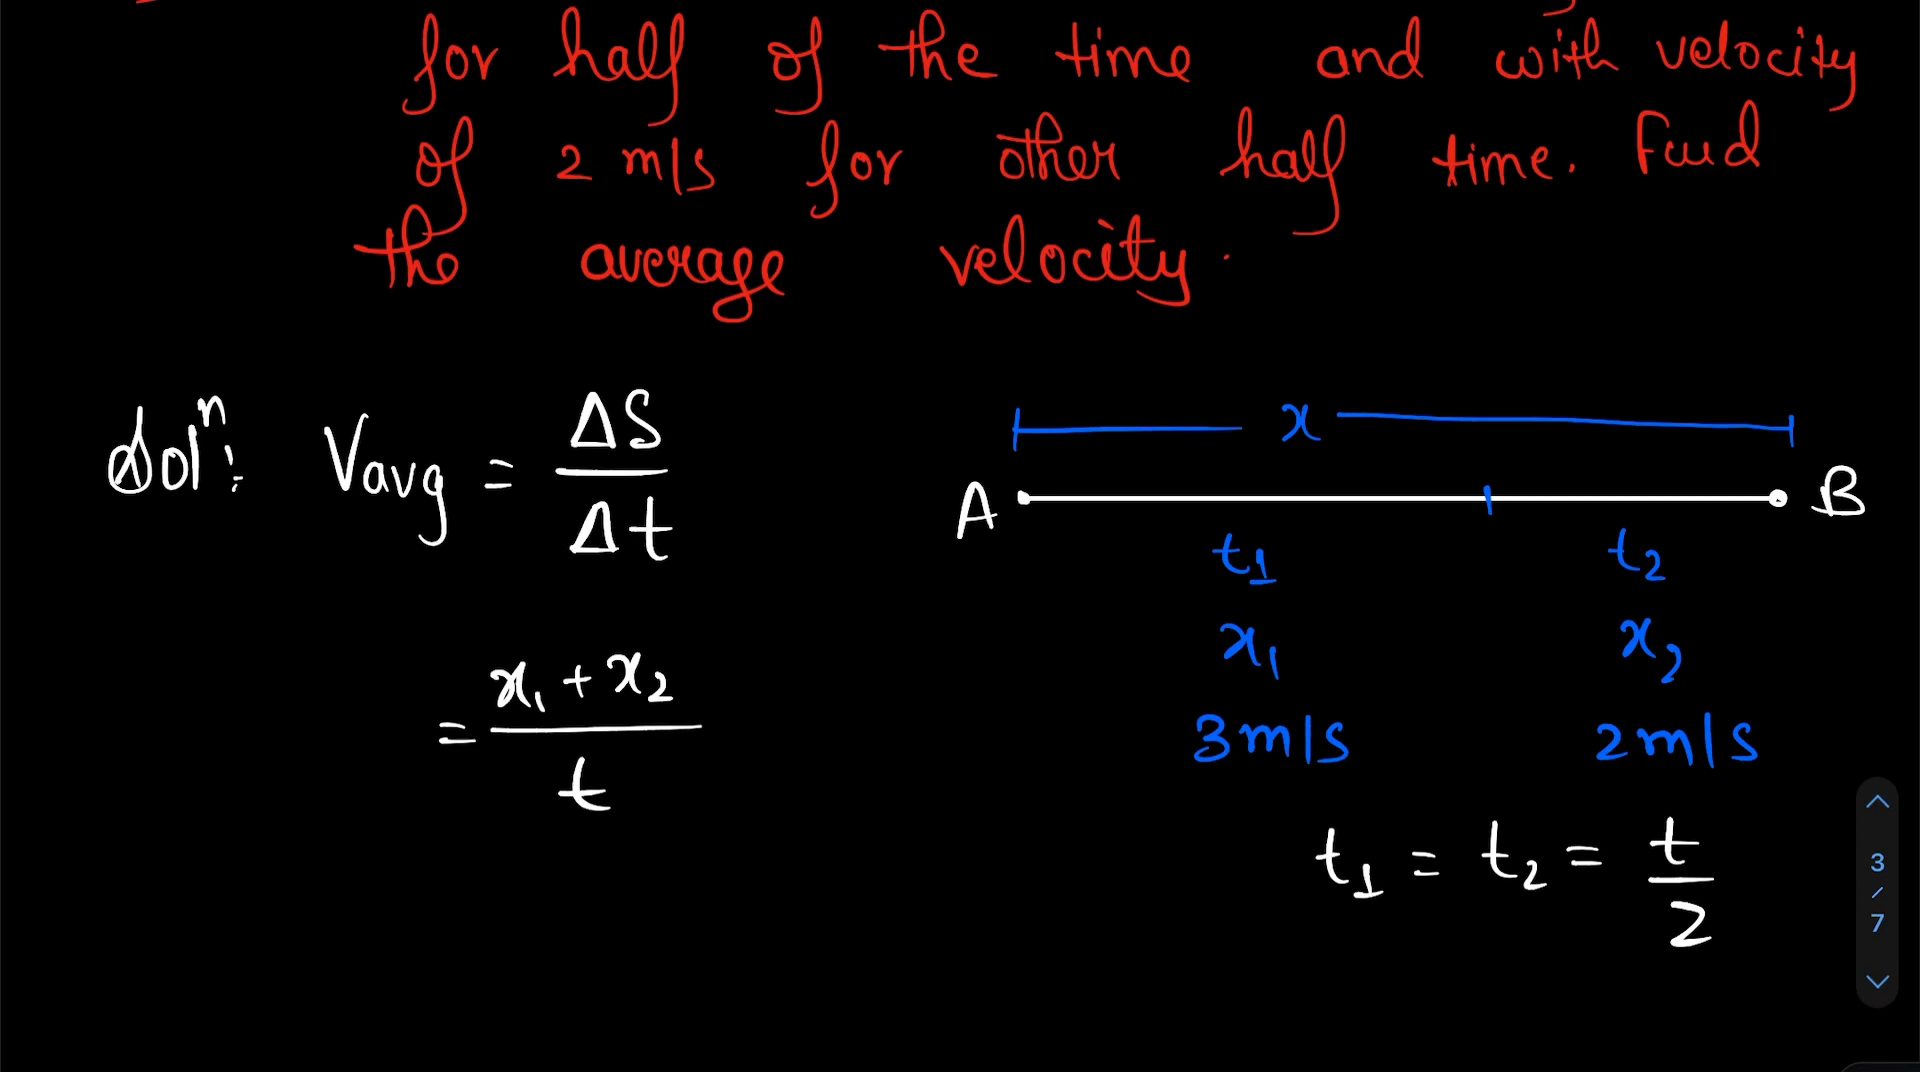 for half of the time and with velocity
of 2 m/s for other half time. Find
the average velocity.
Solⁿ: Vavg = ΔS/Δt
x
A B
t1 t2
x1 x2
3m/s 2m/s
= x1 + x2 / t
t1 = t2 = t/2
3
/
7